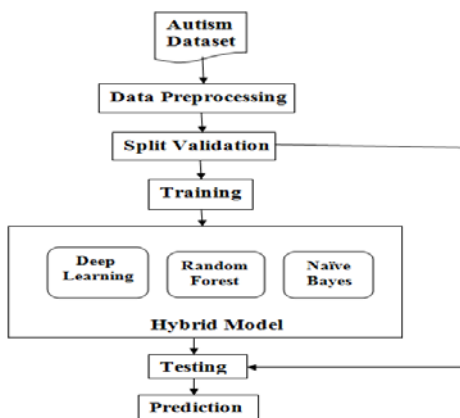 Autism
Dataset
Data Preprocessing
Split Validation
Training
Deep
Learning
Random
Forest
Naïve
Bayes
Hybrid Model
Testing
Prediction